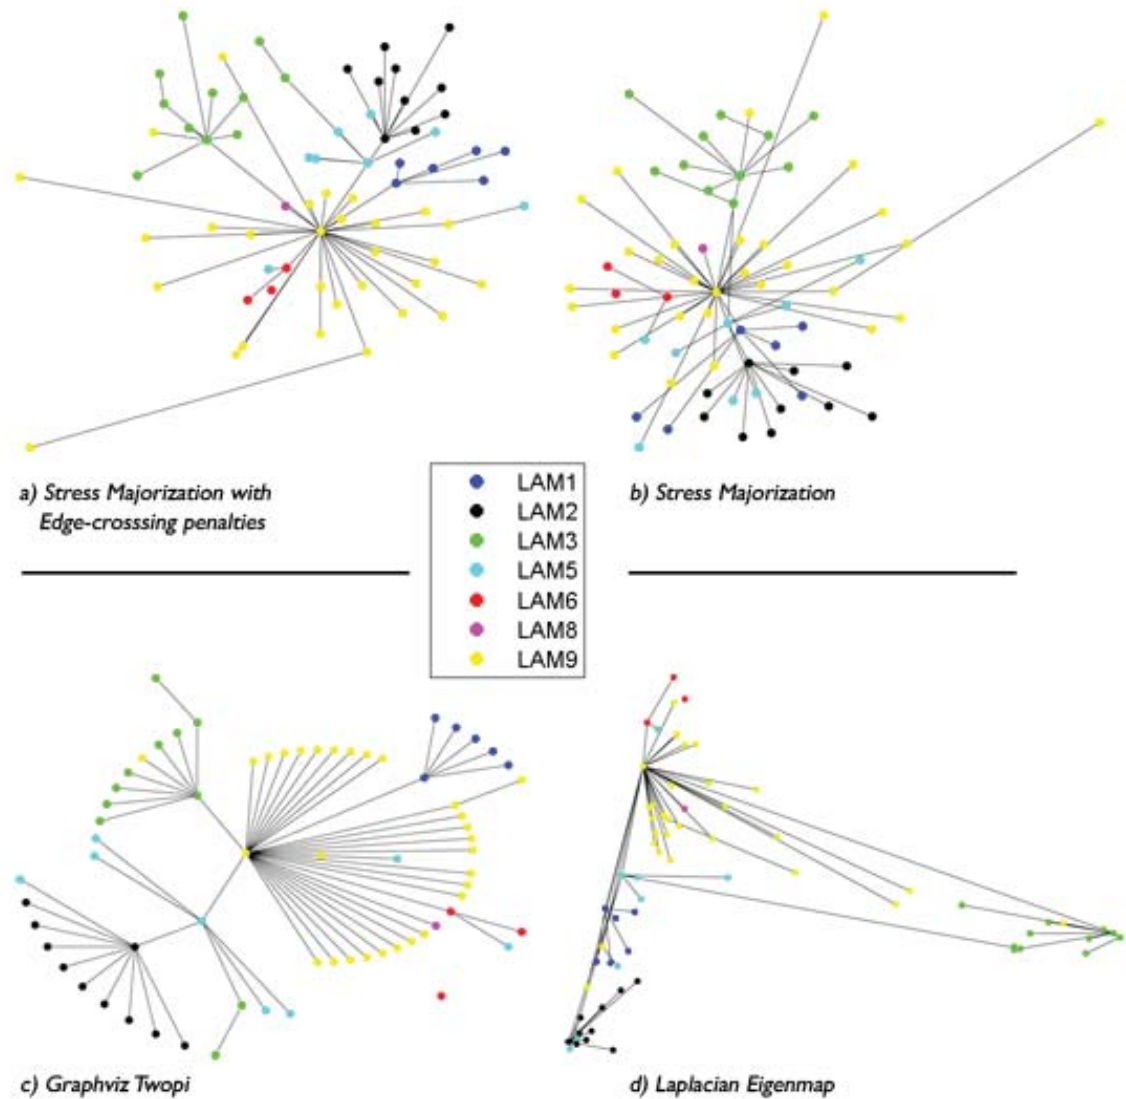 a) Stress Majorization with
Edge-crosssing penalties
b) Stress Majorization
LAM1
LAM2
LAM3
LAM5
LAM6
LAM8
LAM9
c) Graphviz Twopi
d) Laplacian Eigenmap